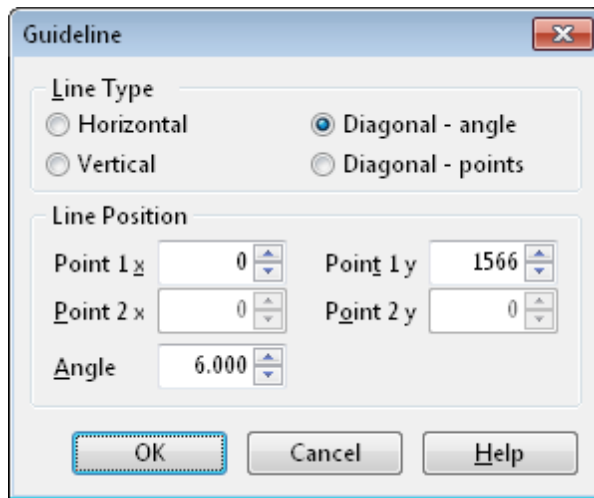 Guideline
Line Type
Horizontal Diagonal - angle
Vertical Diagonal - points
Line Position
Point 1 x 0 Point 1 y 1566
Point 2 x 0 Point 2 y 0
Angle 6.000
OK Cancel Help